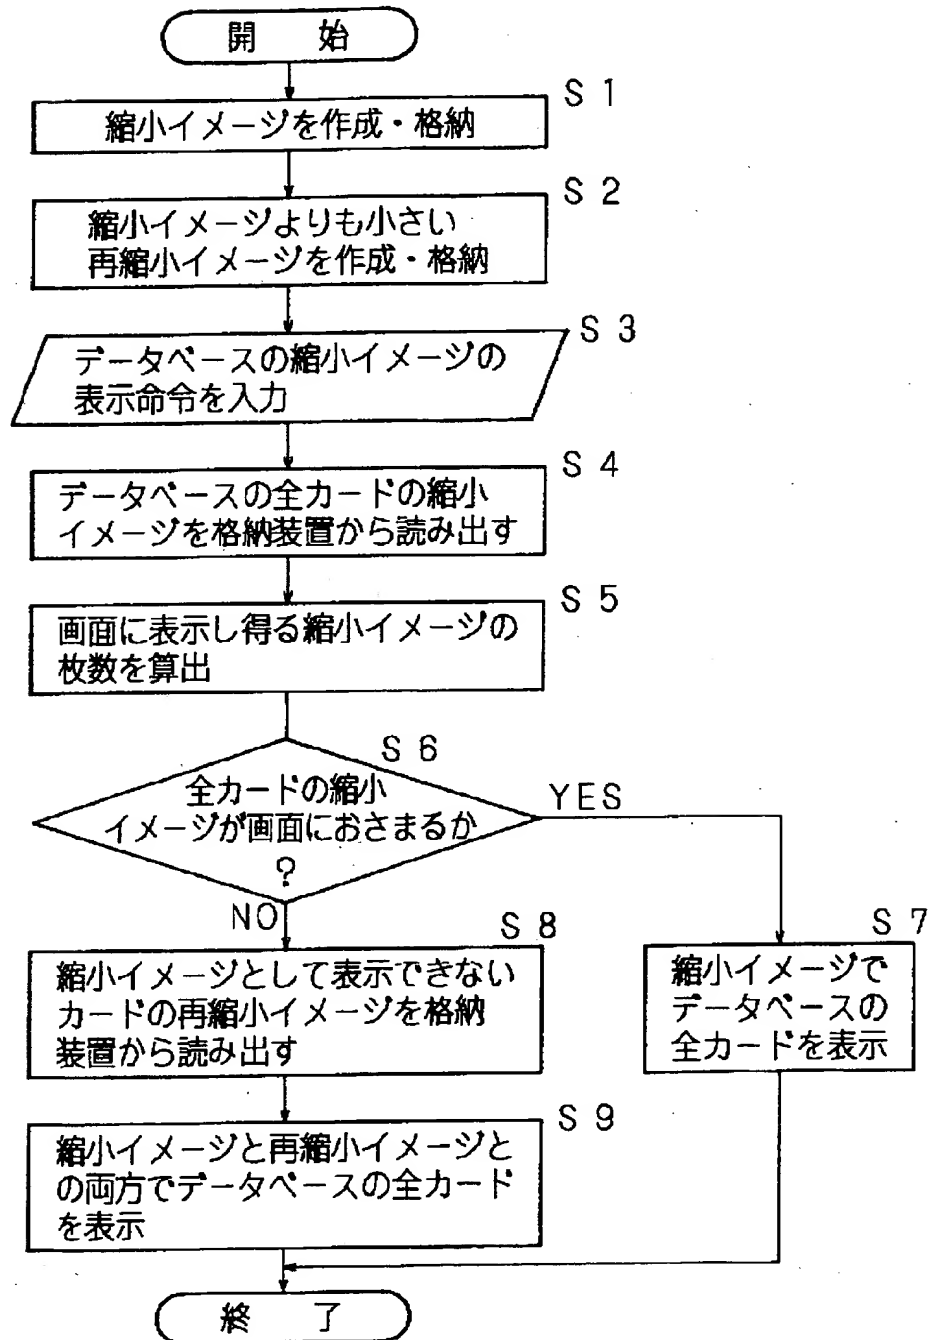 開　始
S 1
縮小イメージを作成・格納
S 2
縮小イメージよりも小さい
再縮小イメージを作成・格納
S 3
データベースの縮小イメージの
表示命令を入力
S 4
データベースの全カードの縮小
イメージを格納装置から読み出す
S 5
画面に表示し得る縮小イメージの
枚数を算出
S 6
全カードの縮小
イメージが画面におさまるか
?
YES
NO
S 7
縮小イメージで
データベースの
全カードを表示
S 8
縮小イメージとして表示できない
カードの再縮小イメージを格納
装置から読み出す
S 9
縮小イメージと再縮小イメージと
の両方でデータベースの全カード
を表示
終　了